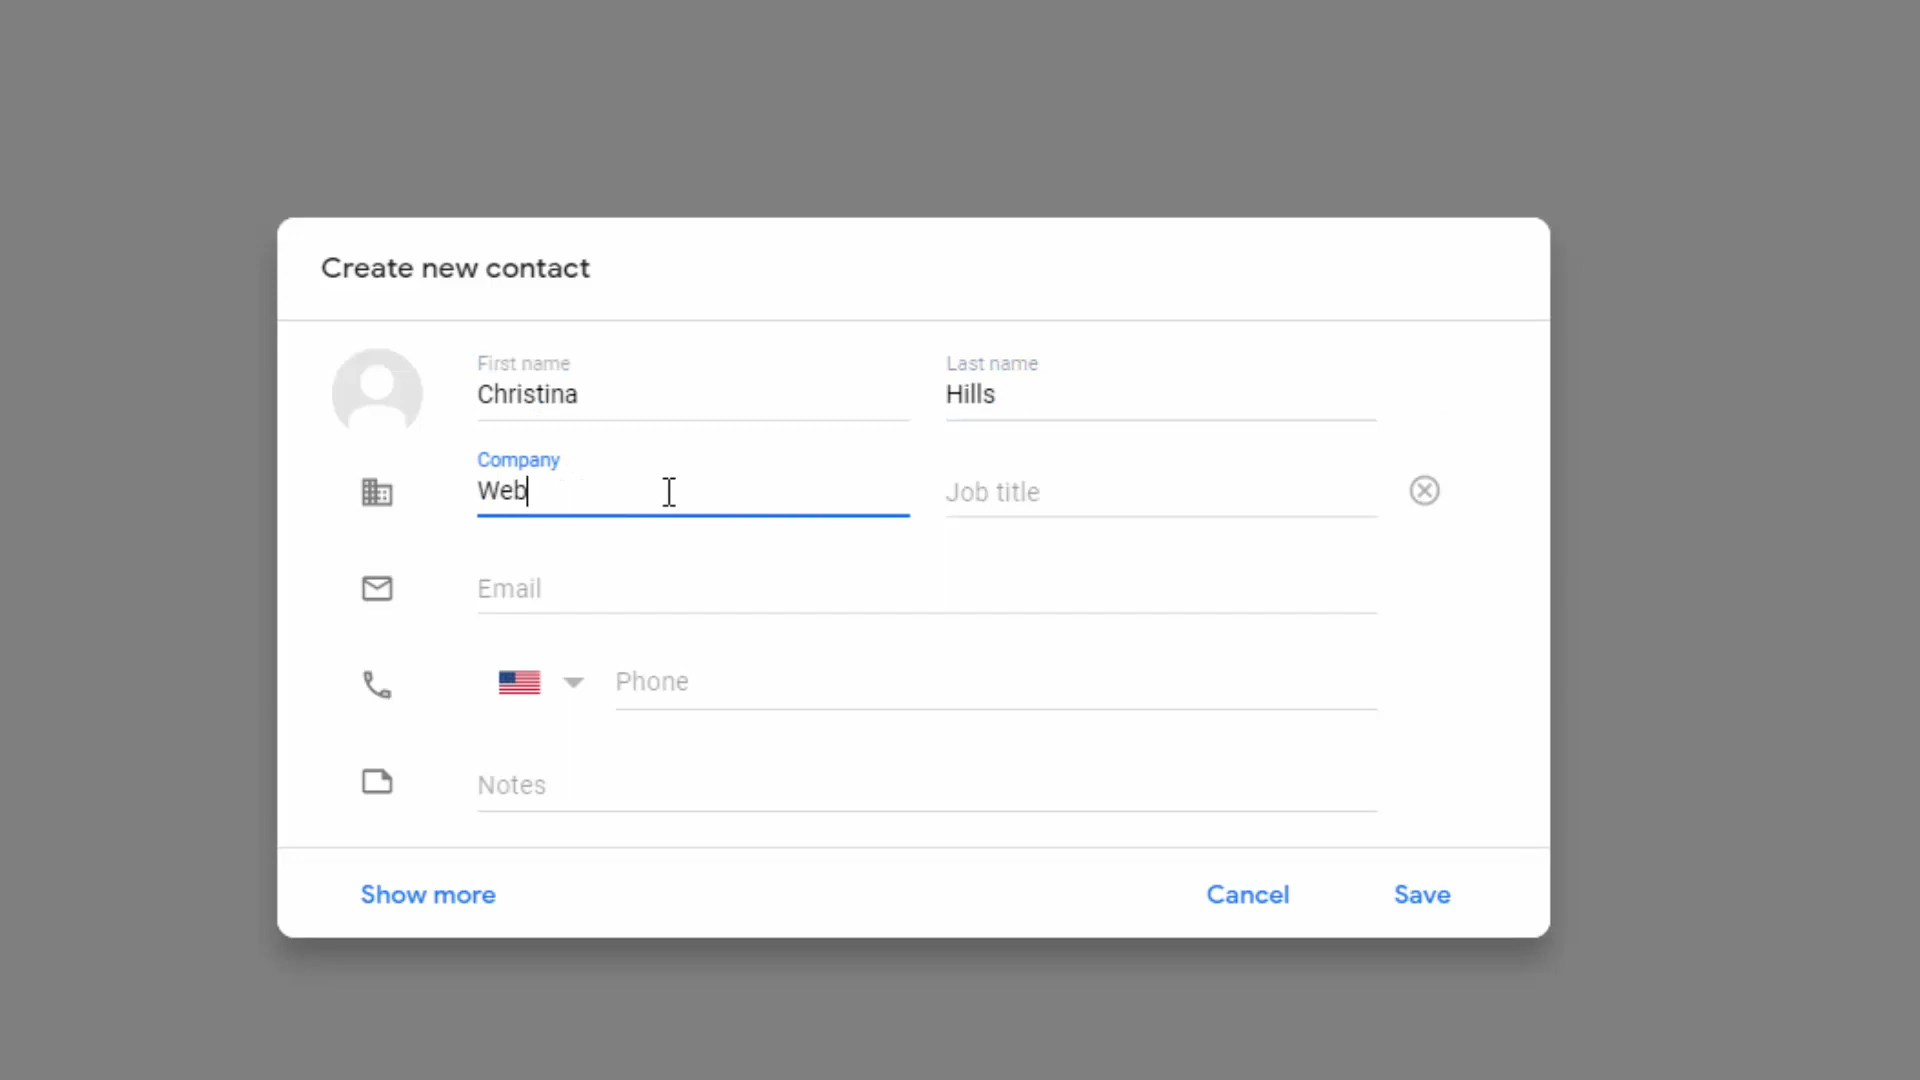 Create new contact
First name Last name
Christina Hills
Company
Web Job title
Email
Phone
Notes
Show more Cancel Save